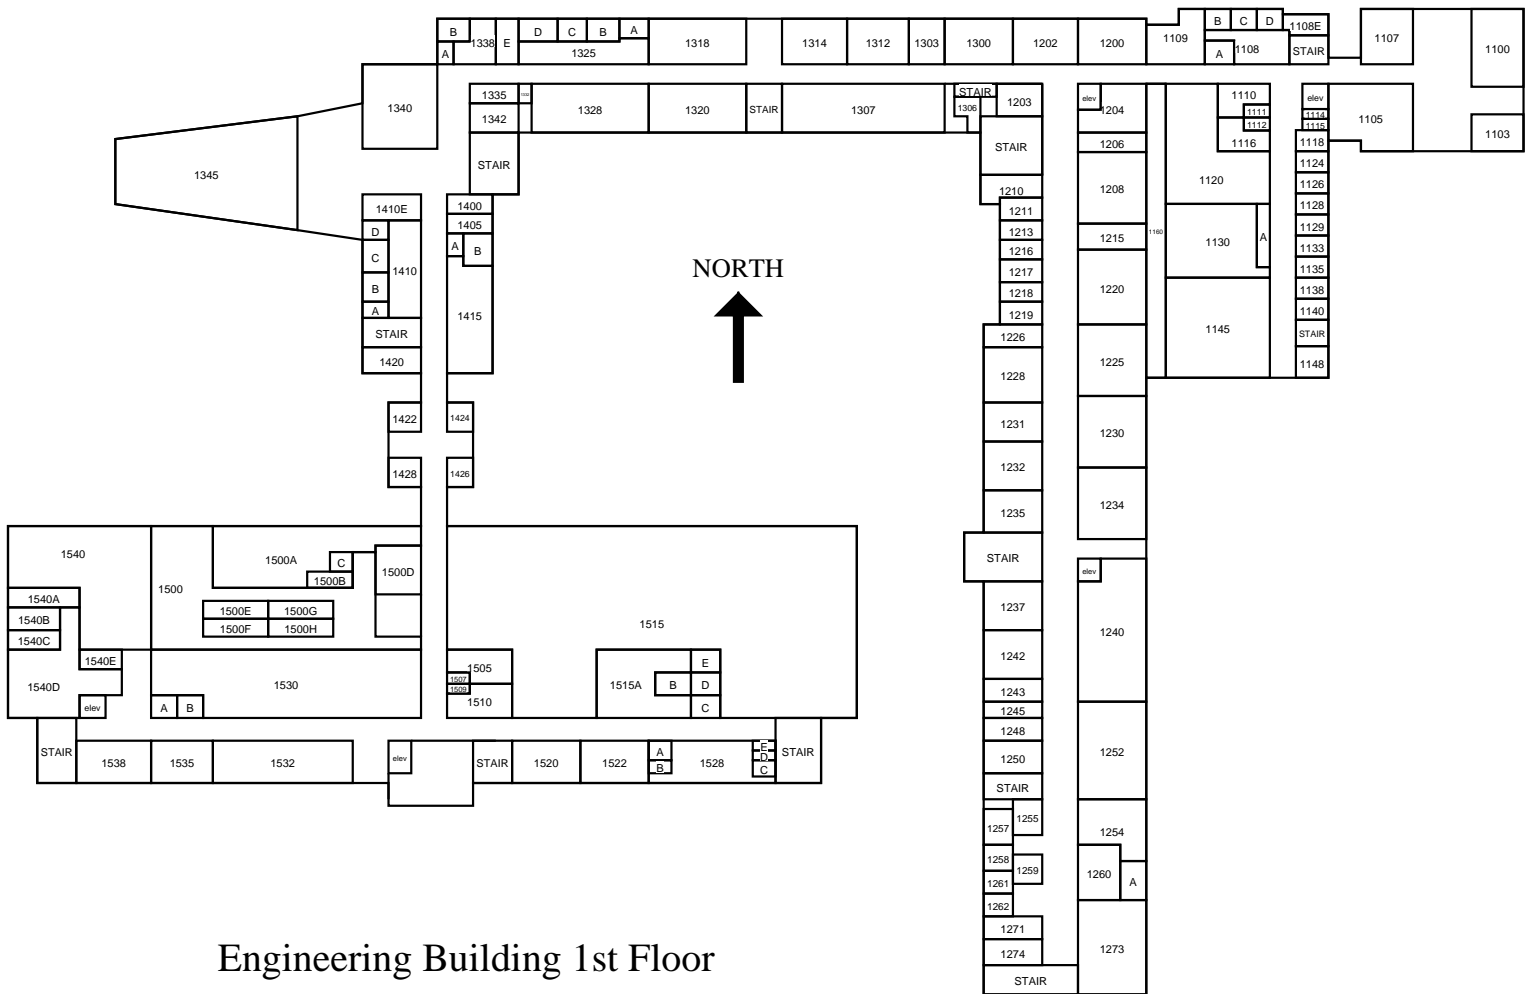 B 1338 E D C B A 1325 A 1318 1314 1312 1303 1300 1202 1200 1109 B C D 1108E 1108 A STAIR 1107 1100
1340 1335 1342 1328 1320 STAIR 1307 STAIR 1306 1203 elev 1204 1110 1111 1112 1116 elev 1114 1115 1105 1103
1345 STAIR STAIR 1206 1118
1208 1120 1124
1210 1126
1410E 1400 1211 1128
D 1405 1213 1215 1160 1130 A 1129
C 1410 A B 1216 1133
NORTH
1217 1135
B 1220 1218 1138
A 1415 1219 1145 1140
STAIR 1226 STAIR
1420 1228 1225 1148
1422 1424 1231 1230
1428 1426 1232
1235 1234
1540 1500A C 1500B 1500D STAIR elev
1500
1540A 1500E 1500G 1237
1540B 1500F 1500H 1515
1540C 1242 1240
1540E 1505 E
1540D 1530 1507 1515A B D 1243
elev A B 1509 1510 C 1245
STAIR 1538 1535 1532 elev STAIR 1520 1522 A B 1528 E D C STAIR 1248 1252
1250
STAIR
1255 1254
1257
1258 1259 1260 A
1261
1262
1271
1274 1273
STAIR
Engineering Building 1st Floor